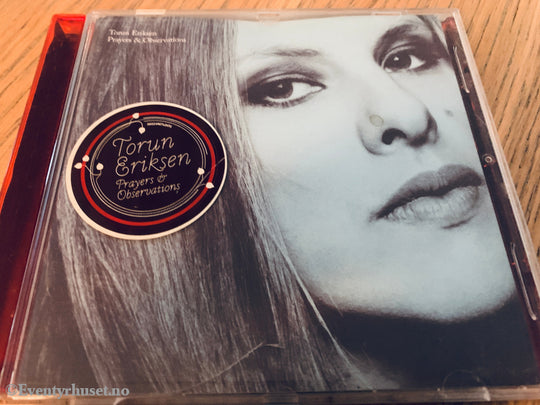 Torun Eriksen
Prayers & Observations
Torun
Eriksen
Prayers &
Observations
© Eventyrhuset.no